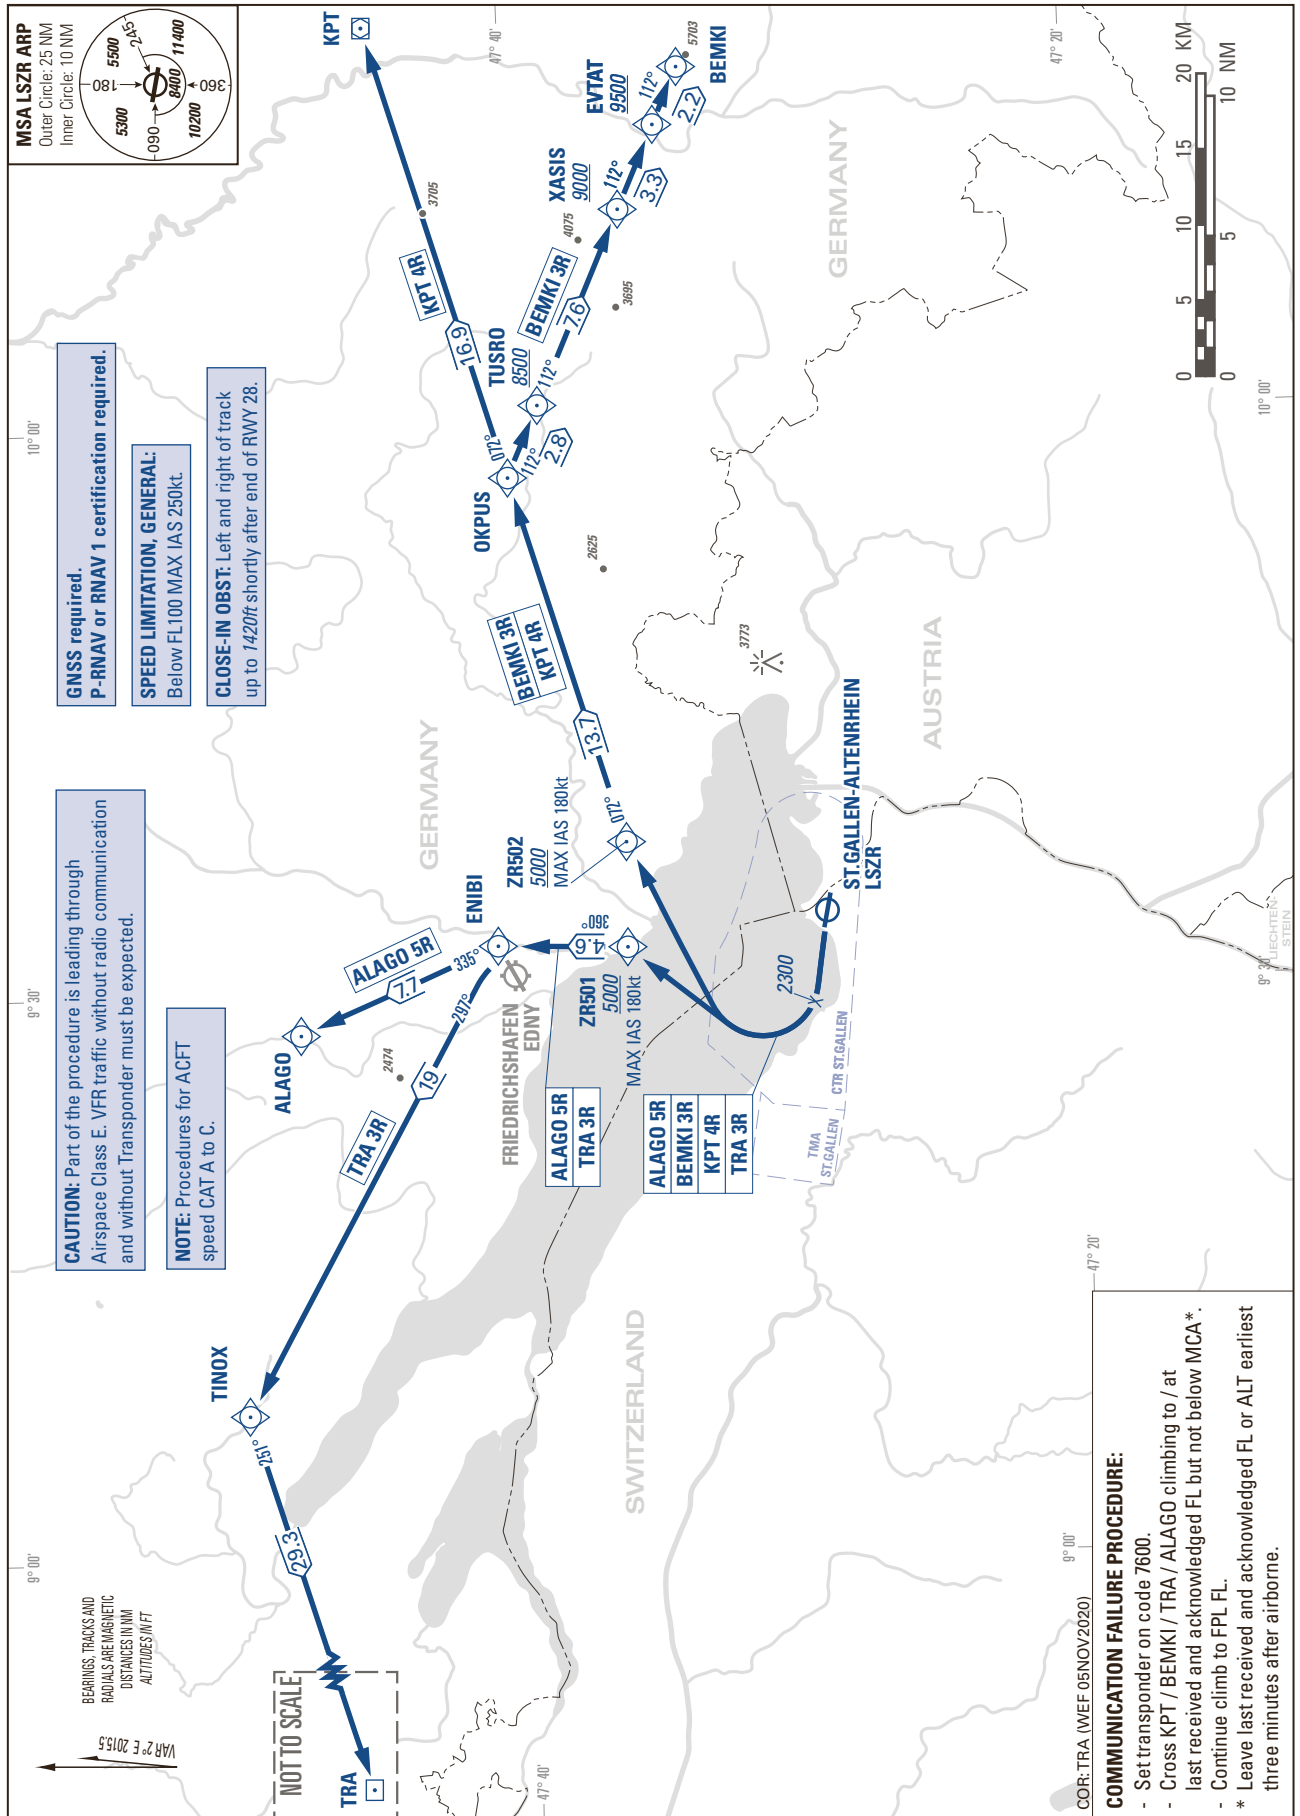 MSA LSZR ARP
Outer Circle: 25 NM
Inner Circle: 10 NM
5300
5500
245
11400
180
8400
360
090
10200
GNSS required.
P-RNAV or RNAV 1 certification required.
SPEED LIMITATION, GENERAL:
Below FL100 MAX IAS 250kt.
CLOSE-IN OBST: Left and right of track
up to 1420ft shortly after end of RWY 28.
CAUTION: Part of the procedure is leading through
Airspace Class E. VFR traffic without radio communication
and without Transponder must be expected.
NOTE: Procedures for ACFT
speed CAT A to C.
BEARINGS, TRACKS AND
RADIALS ARE MAGNETIC
DISTANCES IN NM
ALTITUDES IN FT
VAR 2° E 2015.5
9° 00'
9° 30'
10° 00'
NOT TO SCALE
TRA
29.3
251°
TINOX
TRA 3R
19
297°
2474
ALAGO
ALAGO 5R
7.7
335°
ENIBI
FRIEDRICHSHAFEN
EDNY
4.6
360°
ZR501
5000
MAX IAS 180kt
ALAGO 5R
TRA 3R
ALAGO 5R
BEMKI 3R
KPT 4R
TRA 3R
ZR502
5000
MAX IAS 180kt
072°
13.7
BEMKI 3R
KPT 4R
OKPUS
072°
16.9
KPT 4R
3705
KPT
112°
2.8
TUSRO
8500
112°
7.6
BEMKI 3R
4075
3695
XASIS
9000
112°
3.3
EVTAT
9500
112°
2.2
BEMKI
5703
47° 40'
47° 20'
2625
3773
GERMANY
GERMANY
AUSTRIA
SWITZERLAND
LIECHTEN-
STEIN
ST.GALLEN-ALTENRHEIN
LSZR
2300
CTR ST.GALLEN
TMA
ST.GALLEN
47° 40'
47° 20'
9° 00'
9° 30'
10° 00'
0 5 10 15 20 KM
0 5 10 NM
COR: TRA (WEF 05NOV2020)
COMMUNICATION FAILURE PROCEDURE:
- Set transponder on code 7600.
- Cross KPT / BEMKI / TRA / ALAGO climbing to / at
last received and acknowledged FL but not below MCA*.
- Continue climb to FPL FL.
* Leave last received and acknowledged FL or ALT earliest
three minutes after airborne.